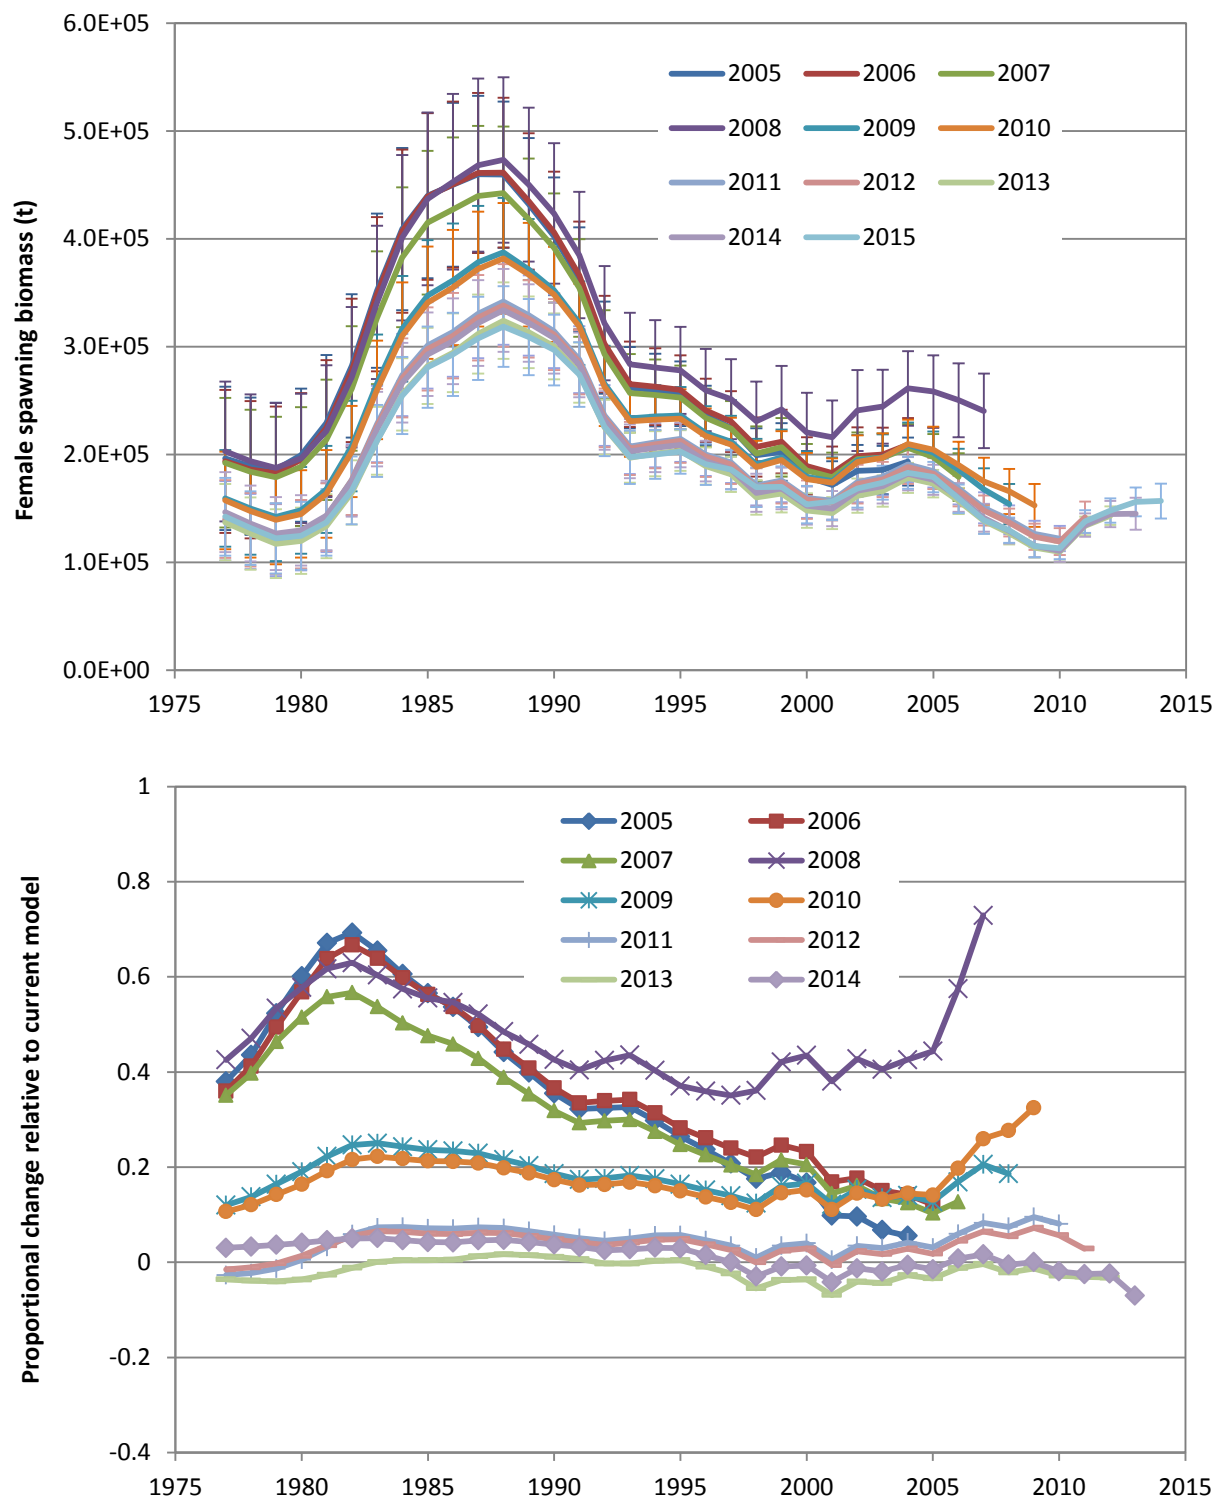 6.0E+05
5.0E+05
4.0E+05
3.0E+05
2.0E+05
1.0E+05
0.0E+00
Female spawning biomass (t)
2005 2006 2007
2008 2009 2010
2011 2012 2013
2014 2015
1975 1980 1985 1990 1995 2000 2005 2010 2015
1
0.8
0.6
0.4
0.2
0
-0.2
-0.4
Proportional change relative to current model
2005 2006
2007 2008
2009 2010
2011 2012
2013 2014
1975 1980 1985 1990 1995 2000 2005 2010 2015